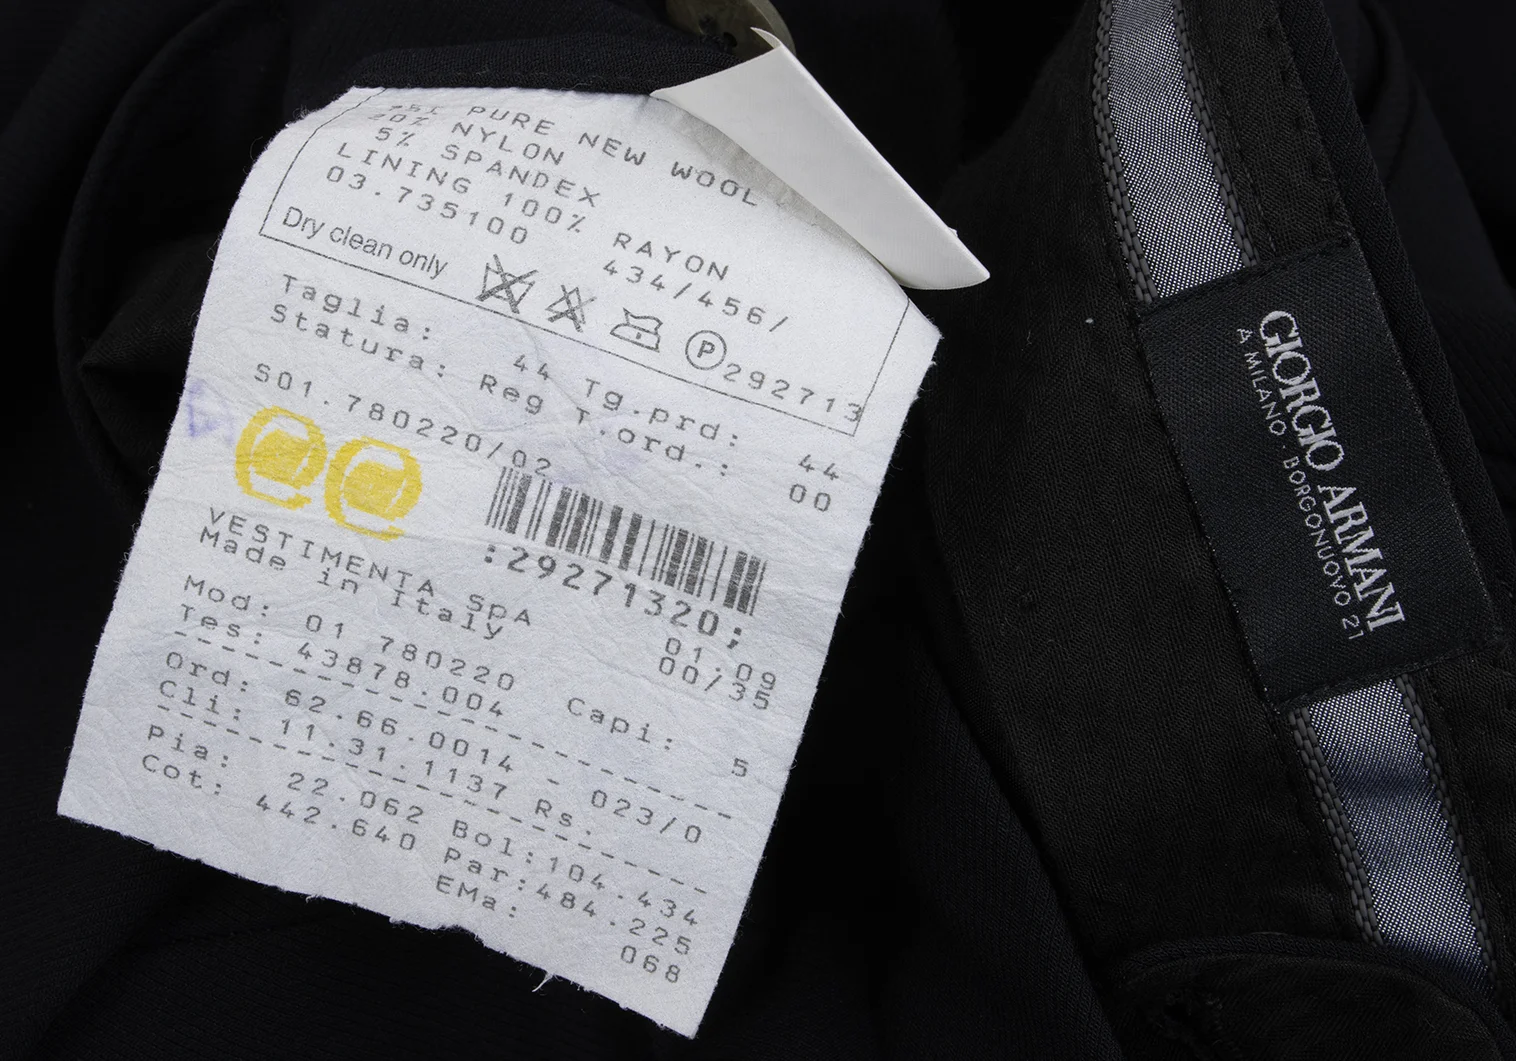 PURE NEW WOOL
20% NYLON
5% SPANDEX
LINING 100% RAYON
03.735100 434/456/
Dry clean only
P 292713
Taglia: 44 Tg.prd: 44
Statura: Reg T.ord.: 00
S01.780220/02
:29271320;
VESTIMENTA SpA 01:09
Made in Italy 00/35
Mod: 01 780220 Capi: 5
Tes: 43878.004
Ord: 62.66.0014 - 023/0
Cli: 11.31.1137 Rs:
Pia: 22.062 Bol:104.434
Cot: 442.640 Par:484.225
EMa: 068
GIORGIO ARMANI
A MILANO BORGONUOVO 21